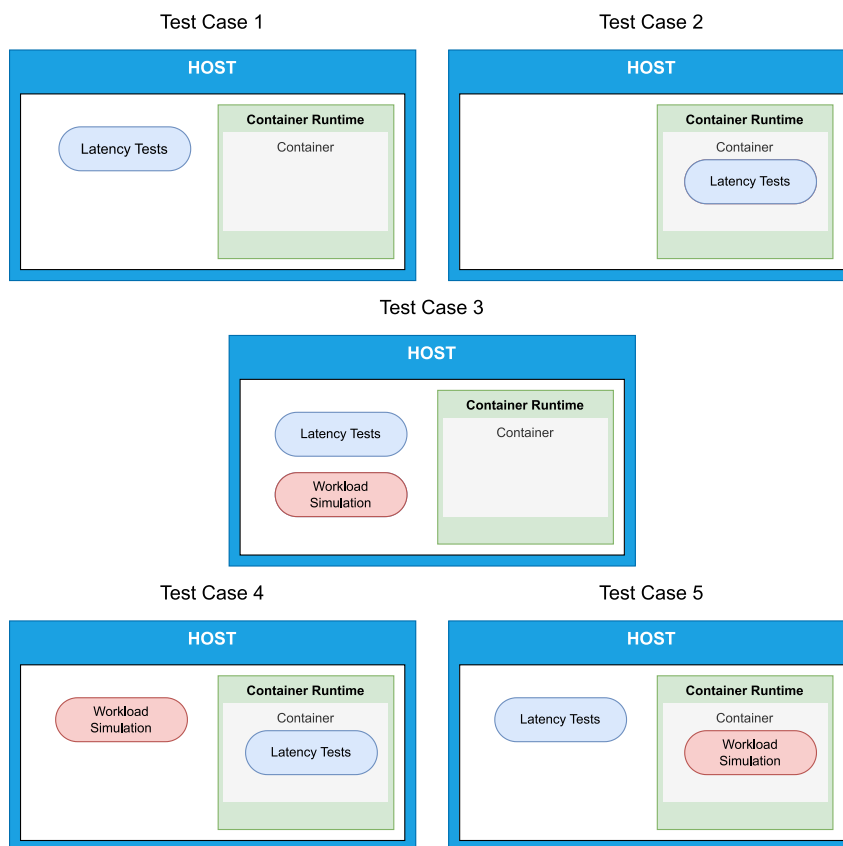 Test Case 1
HOST
Latency Tests
Container Runtime
Container
Test Case 2
HOST
Container Runtime
Container
Latency Tests
Test Case 3
HOST
Latency Tests
Workload
Simulation
Container Runtime
Container
Test Case 4
HOST
Workload
Simulation
Container Runtime
Container
Latency Tests
Test Case 5
HOST
Latency Tests
Container Runtime
Container
Workload
Simulation